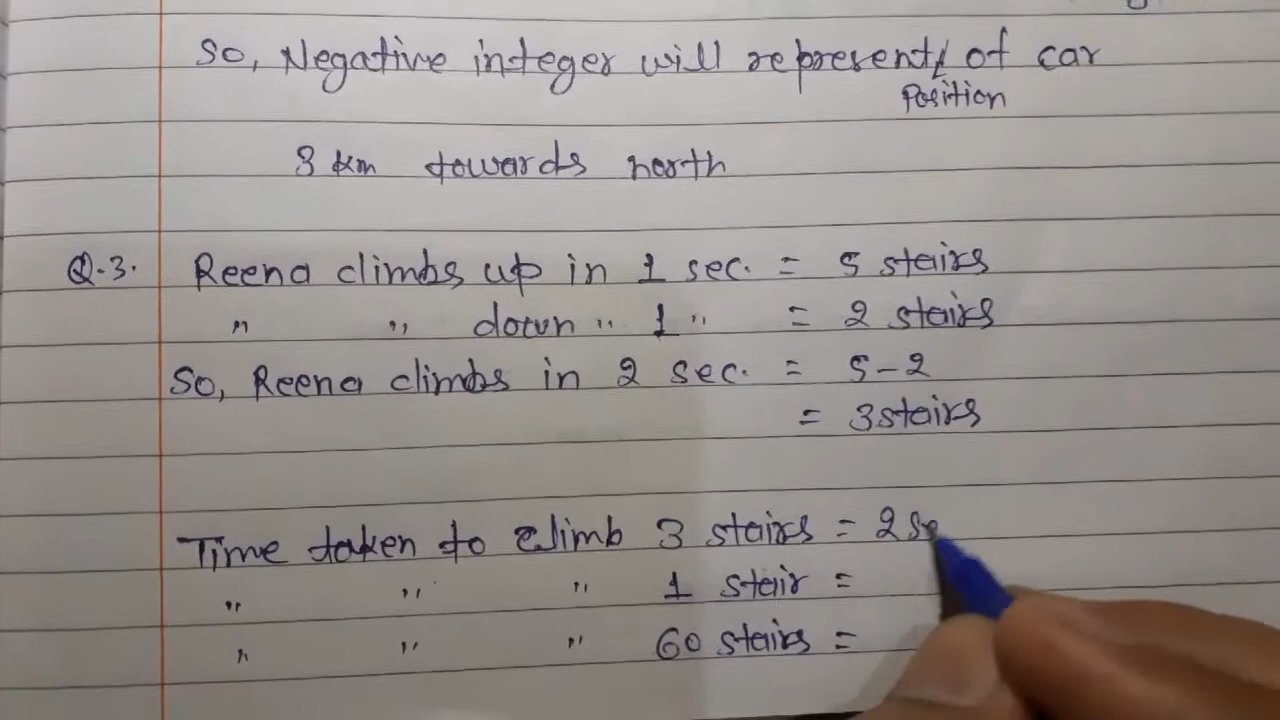 So, Negative integer will represent of car
Position
3 km towards north
Q.3. Reena climbs up in 1 sec. = 5 stairs
" " down " 1 " = 2 stairs
So, Reena climbs in 2 sec. = 5-2
= 3 stairs
Time taken to climb 3 stairs = 2 se
" " " 1 stair =
" " " 60 stairs =